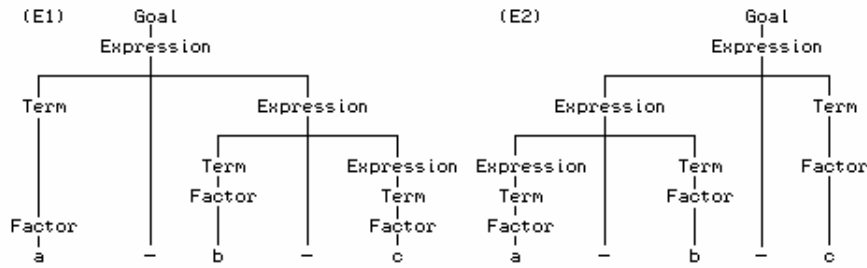 (E1) Goal (E2) Goal
Expression Expression
Term Expression Expression Term
Term Expression Expression Term Factor
Factor Term Term Factor
Factor Factor Factor
a - b - c a - b - c